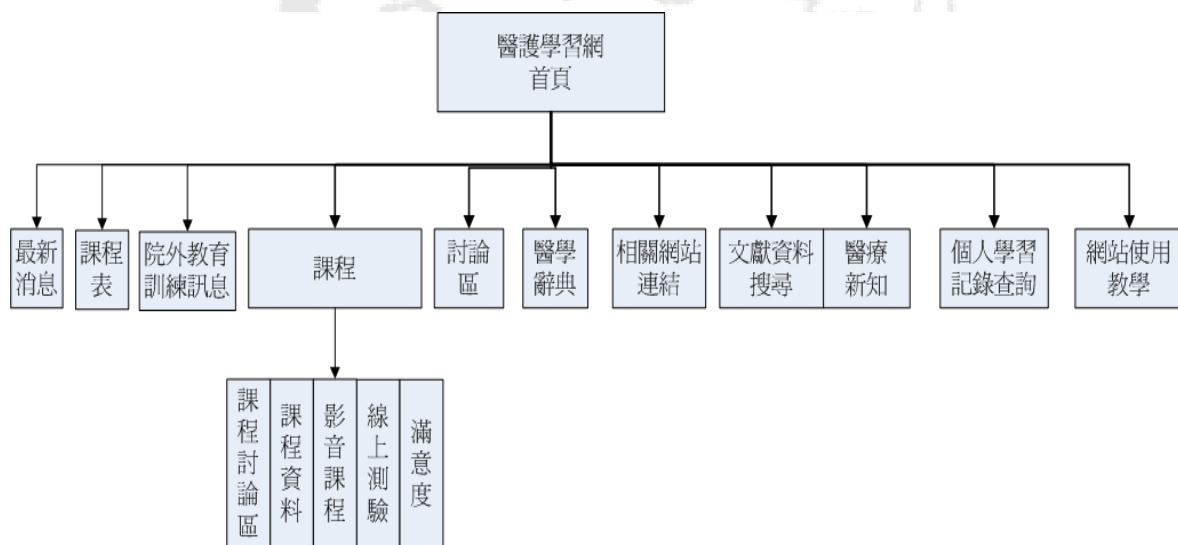 醫護學習網
首頁
最新
消息
課程
表
院外教育
訓練訊息
課程
討論
區
醫學
辭典
相關網站
連結
文獻資料
搜尋
醫療
新知
個人學習
記錄查詢
網站使用
教學
課程討論區
課程資料
影音課程
線上測驗
滿意度